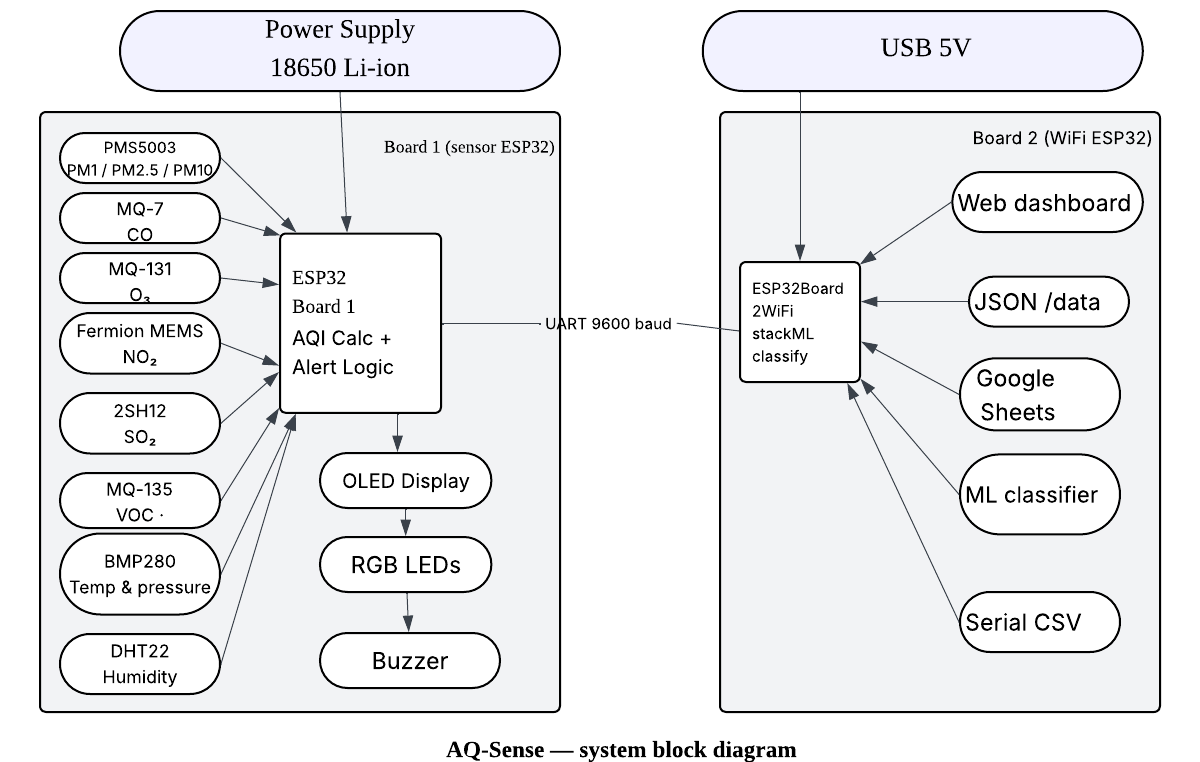 Power Supply
18650 Li-ion
USB 5V
Board 1 (sensor ESP32)
PMS5003
PM1 / PM2.5 / PM10
MQ-7
CO
MQ-131
O₃
Fermion MEMS
NO₂
2SH12
SO₂
MQ-135
VOC ·
BMP280
Temp & pressure
DHT22
Humidity
ESP32
Board 1
AQI Calc +
Alert Logic
OLED Display
RGB LEDs
Buzzer
UART 9600 baud
Board 2 (WiFi ESP32)
ESP32Board
2WiFi
stackML
classify
Web dashboard
JSON /data
Google
Sheets
ML classifier
Serial CSV
AQ-Sense — system block diagram